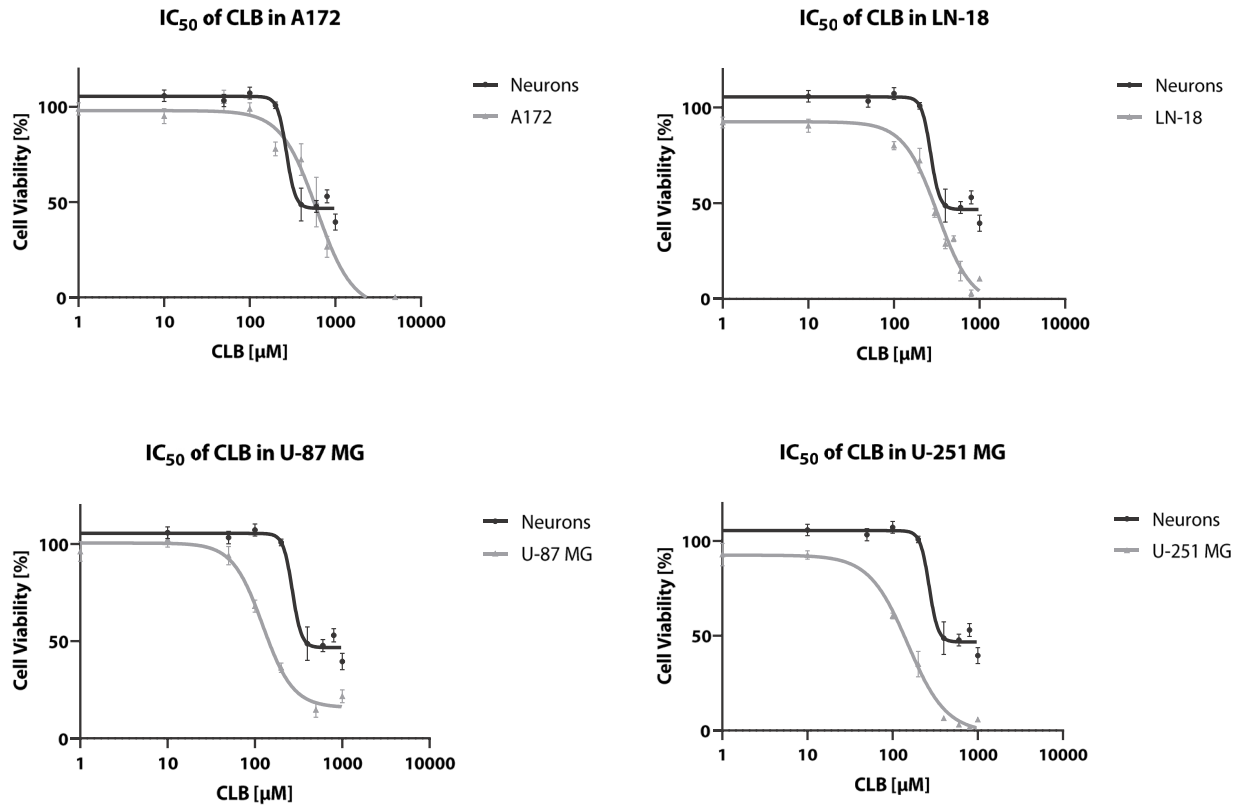 IC50 of CLB in A172
Cell Viability [%]
100
50
0
1 10 100 1000 10000
CLB [µM]
Neurons
A172
IC50 of CLB in LN-18
Cell Viability [%]
100
50
0
1 10 100 1000 10000
CLB [µM]
Neurons
LN-18
IC50 of CLB in U-87 MG
Cell Viability [%]
100
50
0
1 10 100 1000 10000
CLB [µM]
Neurons
U-87 MG
IC50 of CLB in U-251 MG
Cell Viability [%]
100
50
0
1 10 100 1000 10000
CLB [µM]
Neurons
U-251 MG